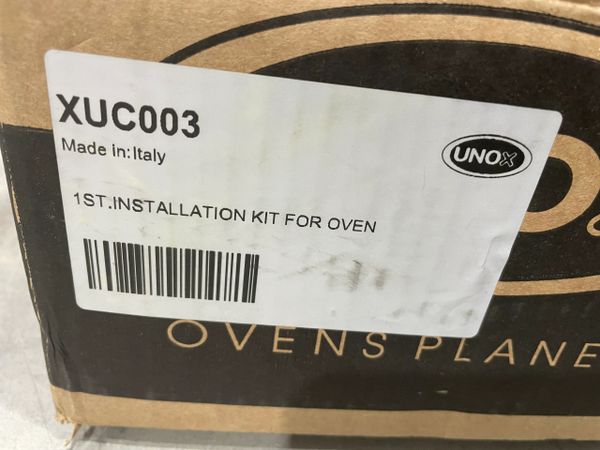 XUC003
Made in:Italy
UNOX
1ST.INSTALLATION KIT FOR OVEN
OVENS PLANE